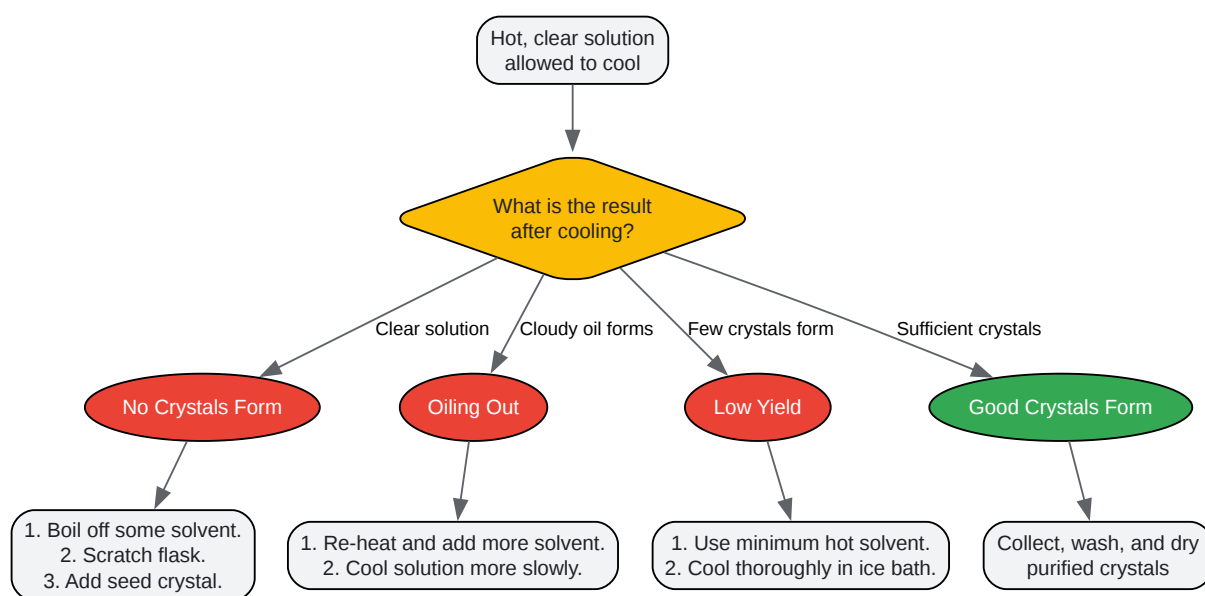 Hot, clear solution
allowed to cool
What is the result
after cooling?
Clear solution
Cloudy oil forms
Few crystals form
Sufficient crystals
No Crystals Form
Oiling Out
Low Yield
Good Crystals Form
1. Boil off some solvent.
2. Scratch flask.
3. Add seed crystal.
1. Re-heat and add more solvent.
2. Cool solution more slowly.
1. Use minimum hot solvent.
2. Cool thoroughly in ice bath.
Collect, wash, and dry
purified crystals